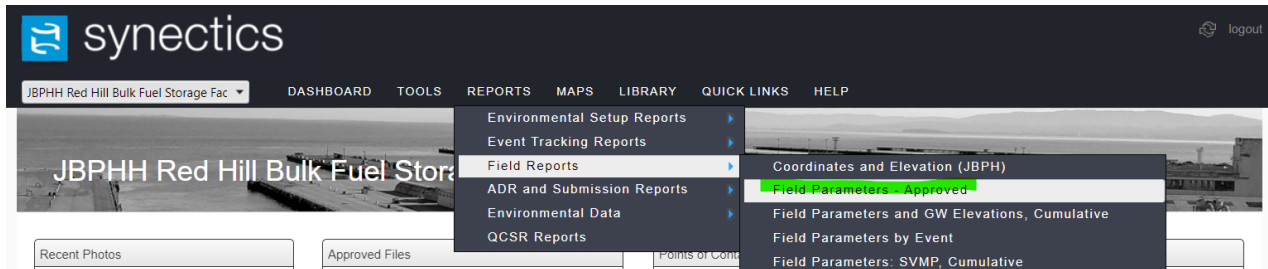 synectics
logout
JBPHH Red Hill Bulk Fuel Storage Fac
DASHBOARD TOOLS REPORTS MAPS LIBRARY QUICK LINKS HELP
Environmental Setup Reports
Event Tracking Reports
Field Reports
ADR and Submission Reports
Environmental Data
QCSR Reports
Coordinates and Elevation (JBPH)
Field Parameters - Approved
Field Parameters and GW Elevations, Cumulative
Field Parameters by Event
Field Parameters: SVMP, Cumulative
JBPHH Red Hill Bulk Fuel Stora
Recent Photos
Approved Files
Points of Conta